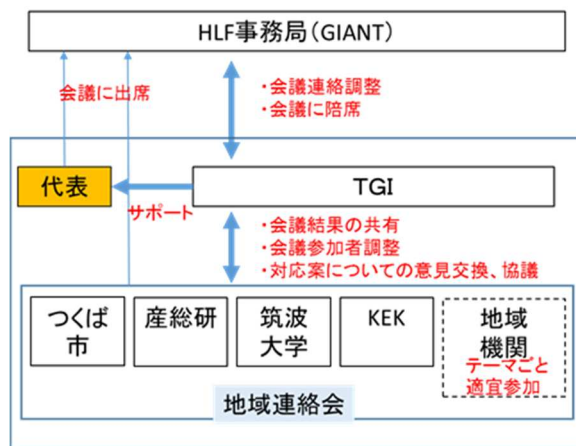 HLF事務局(GIANT)
会議に出席
・会議連絡調整
・会議に陪席
代表
TGI
サポート
・会議結果の共有
・会議参加者調整
・対応案についての意見交換、協議
つくば
市
産総研
筑波
大学
KEK
地域
機関
テーマごと
適宜参加
地域連絡会